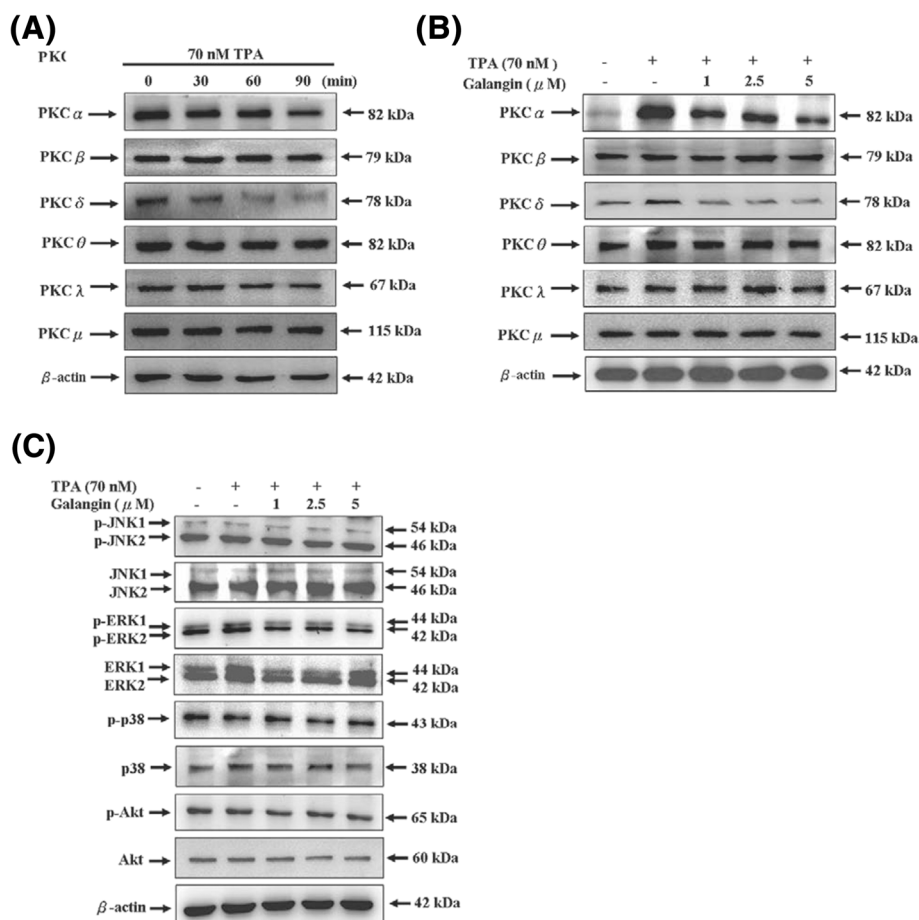 (A)
PKC
70 nM TPA
0 30 60 90 (min)
PKC α 82 kDa
PKC β 79 kDa
PKC δ 78 kDa
PKC θ 82 kDa
PKC λ 67 kDa
PKC μ 115 kDa
β-actin 42 kDa
(B)
TPA (70 nM ) - + + + +
Galangin ( μ M) - - 1 2.5 5
PKC α 82 kDa
PKC β 79 kDa
PKC δ 78 kDa
PKC θ 82 kDa
PKC λ 67 kDa
PKC μ 115 kDa
β-actin 42 kDa
(C)
TPA (70 nM) - + + + +
Galangin ( μ M) - - 1 2.5 5
p-JNK1 54 kDa
p-JNK2 46 kDa
JNK1 54 kDa
JNK2 46 kDa
p-ERK1 44 kDa
p-ERK2 42 kDa
ERK1 44 kDa
ERK2 42 kDa
p-p38 43 kDa
p38 38 kDa
p-Akt 65 kDa
Akt 60 kDa
β-actin 42 kDa